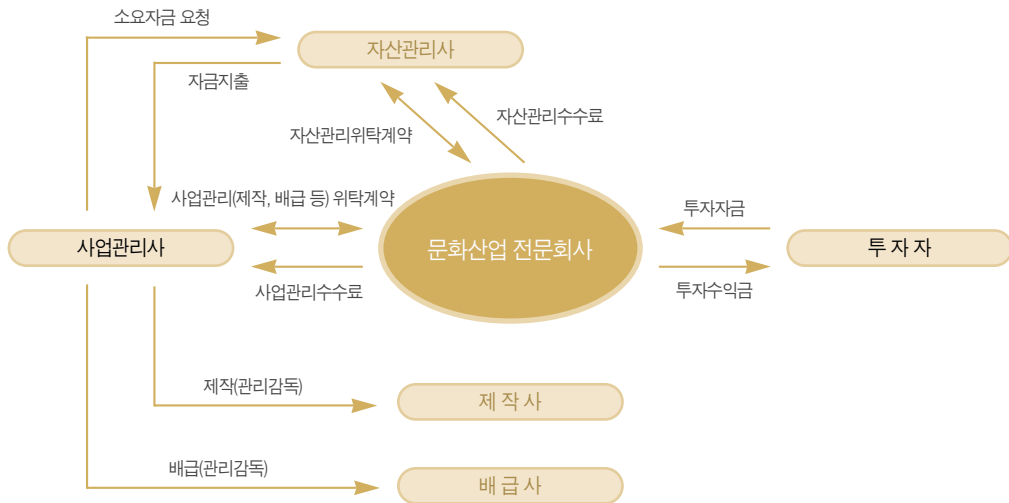 소요자금 요청
자산관리사
자금지출
자산관리수수료
자산관리위탁계약
사업관리(제작, 배급 등) 위탁계약
투자자금
사업관리사
문화산업 전문회사
투 자 자
사업관리수수료
투자수익금
제작(관리감독)
제 작 사
배급(관리감독)
배 급 사